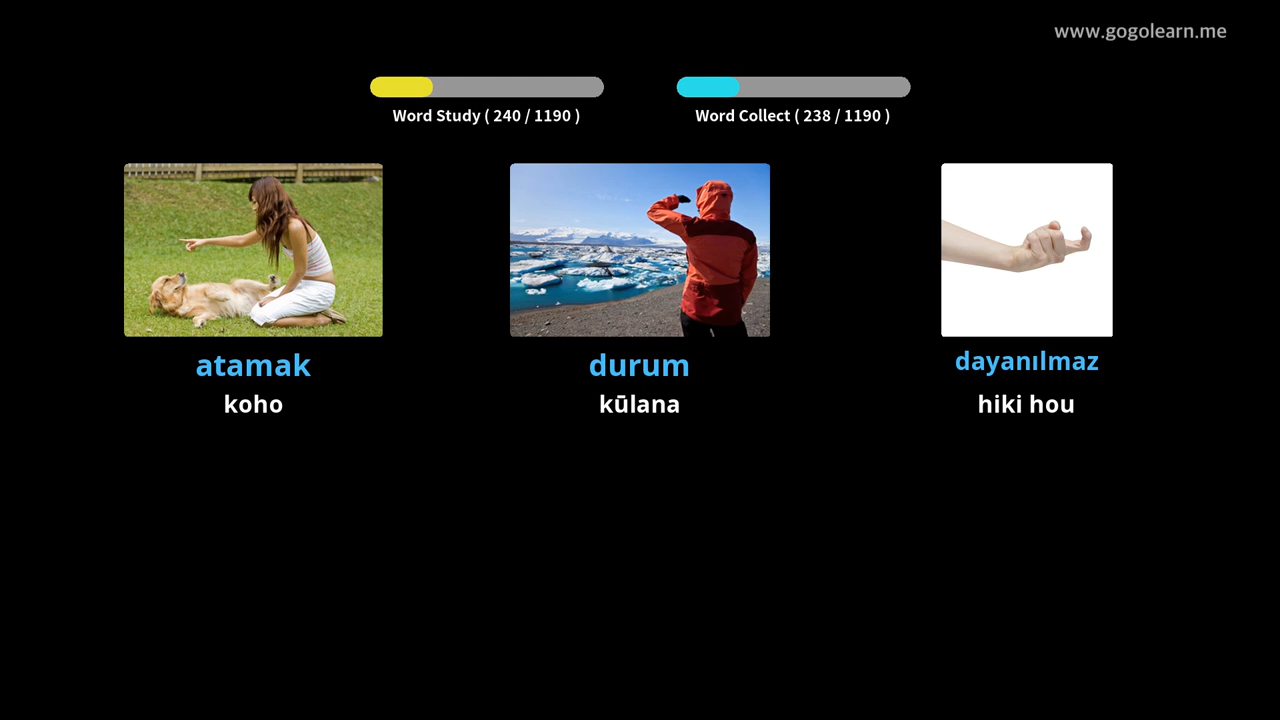 www.gogolearn.me
Word Study ( 240 / 1190 )
Word Collect ( 238 / 1190 )
atamak
koho
durum
kūlana
dayanılmaz
hiki hou